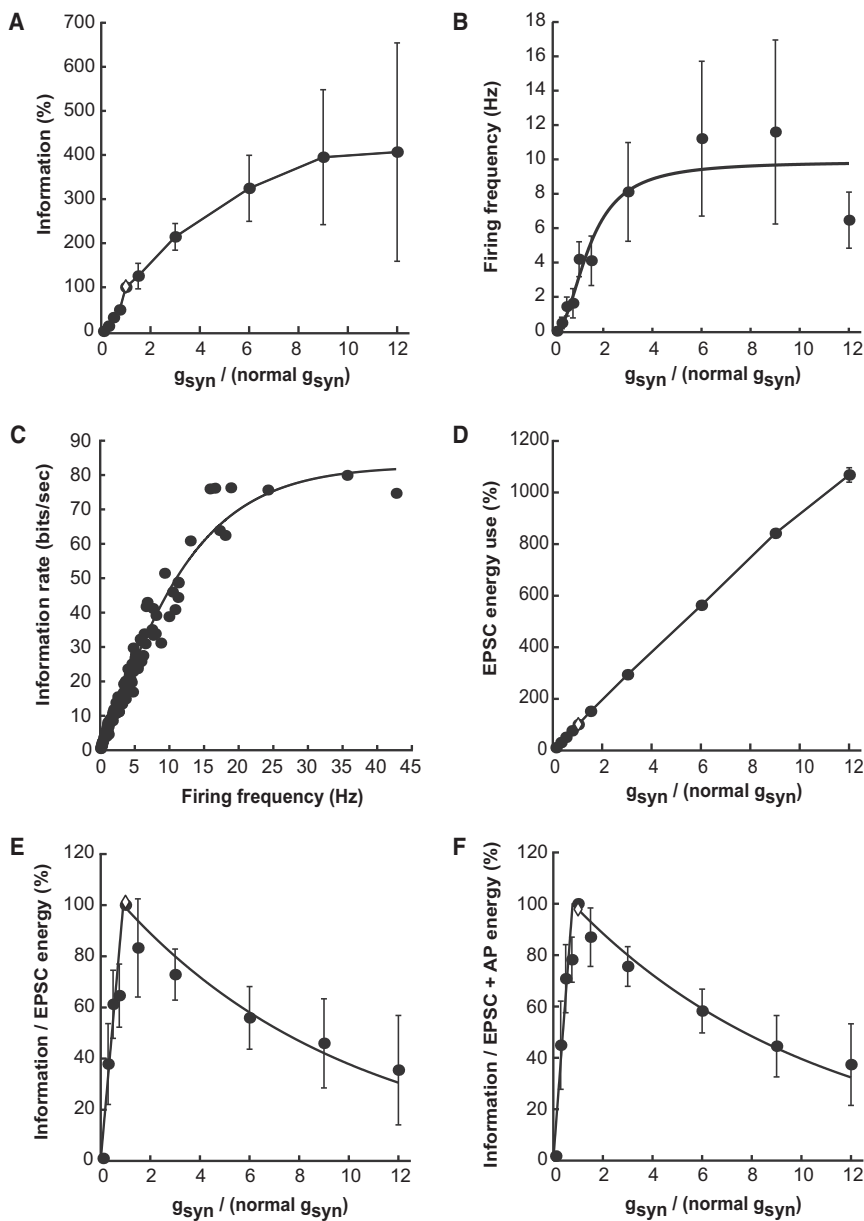 A
Information (%)
700
600
500
400
300
200
100
0
0 2 4 6 8 10 12
gsyn / (normal gsyn)
B
Firing frequency (Hz)
18
16
14
12
10
8
6
4
2
0
0 2 4 6 8 10 12
gsyn / (normal gsyn)
C
Information rate (bits/sec)
90
80
70
60
50
40
30
20
10
0
0 5 10 15 20 25 30 35 40 45
Firing frequency (Hz)
D
EPSC energy use (%)
1200
1000
800
600
400
200
0
0 2 4 6 8 10 12
gsyn / (normal gsyn)
E
Information / EPSC energy (%)
120
100
80
60
40
20
0
0 2 4 6 8 10 12
gsyn / (normal gsyn)
F
Information / EPSC + AP energy (%)
120
100
80
60
40
20
0
0 2 4 6 8 10 12
gsyn / (normal gsyn)